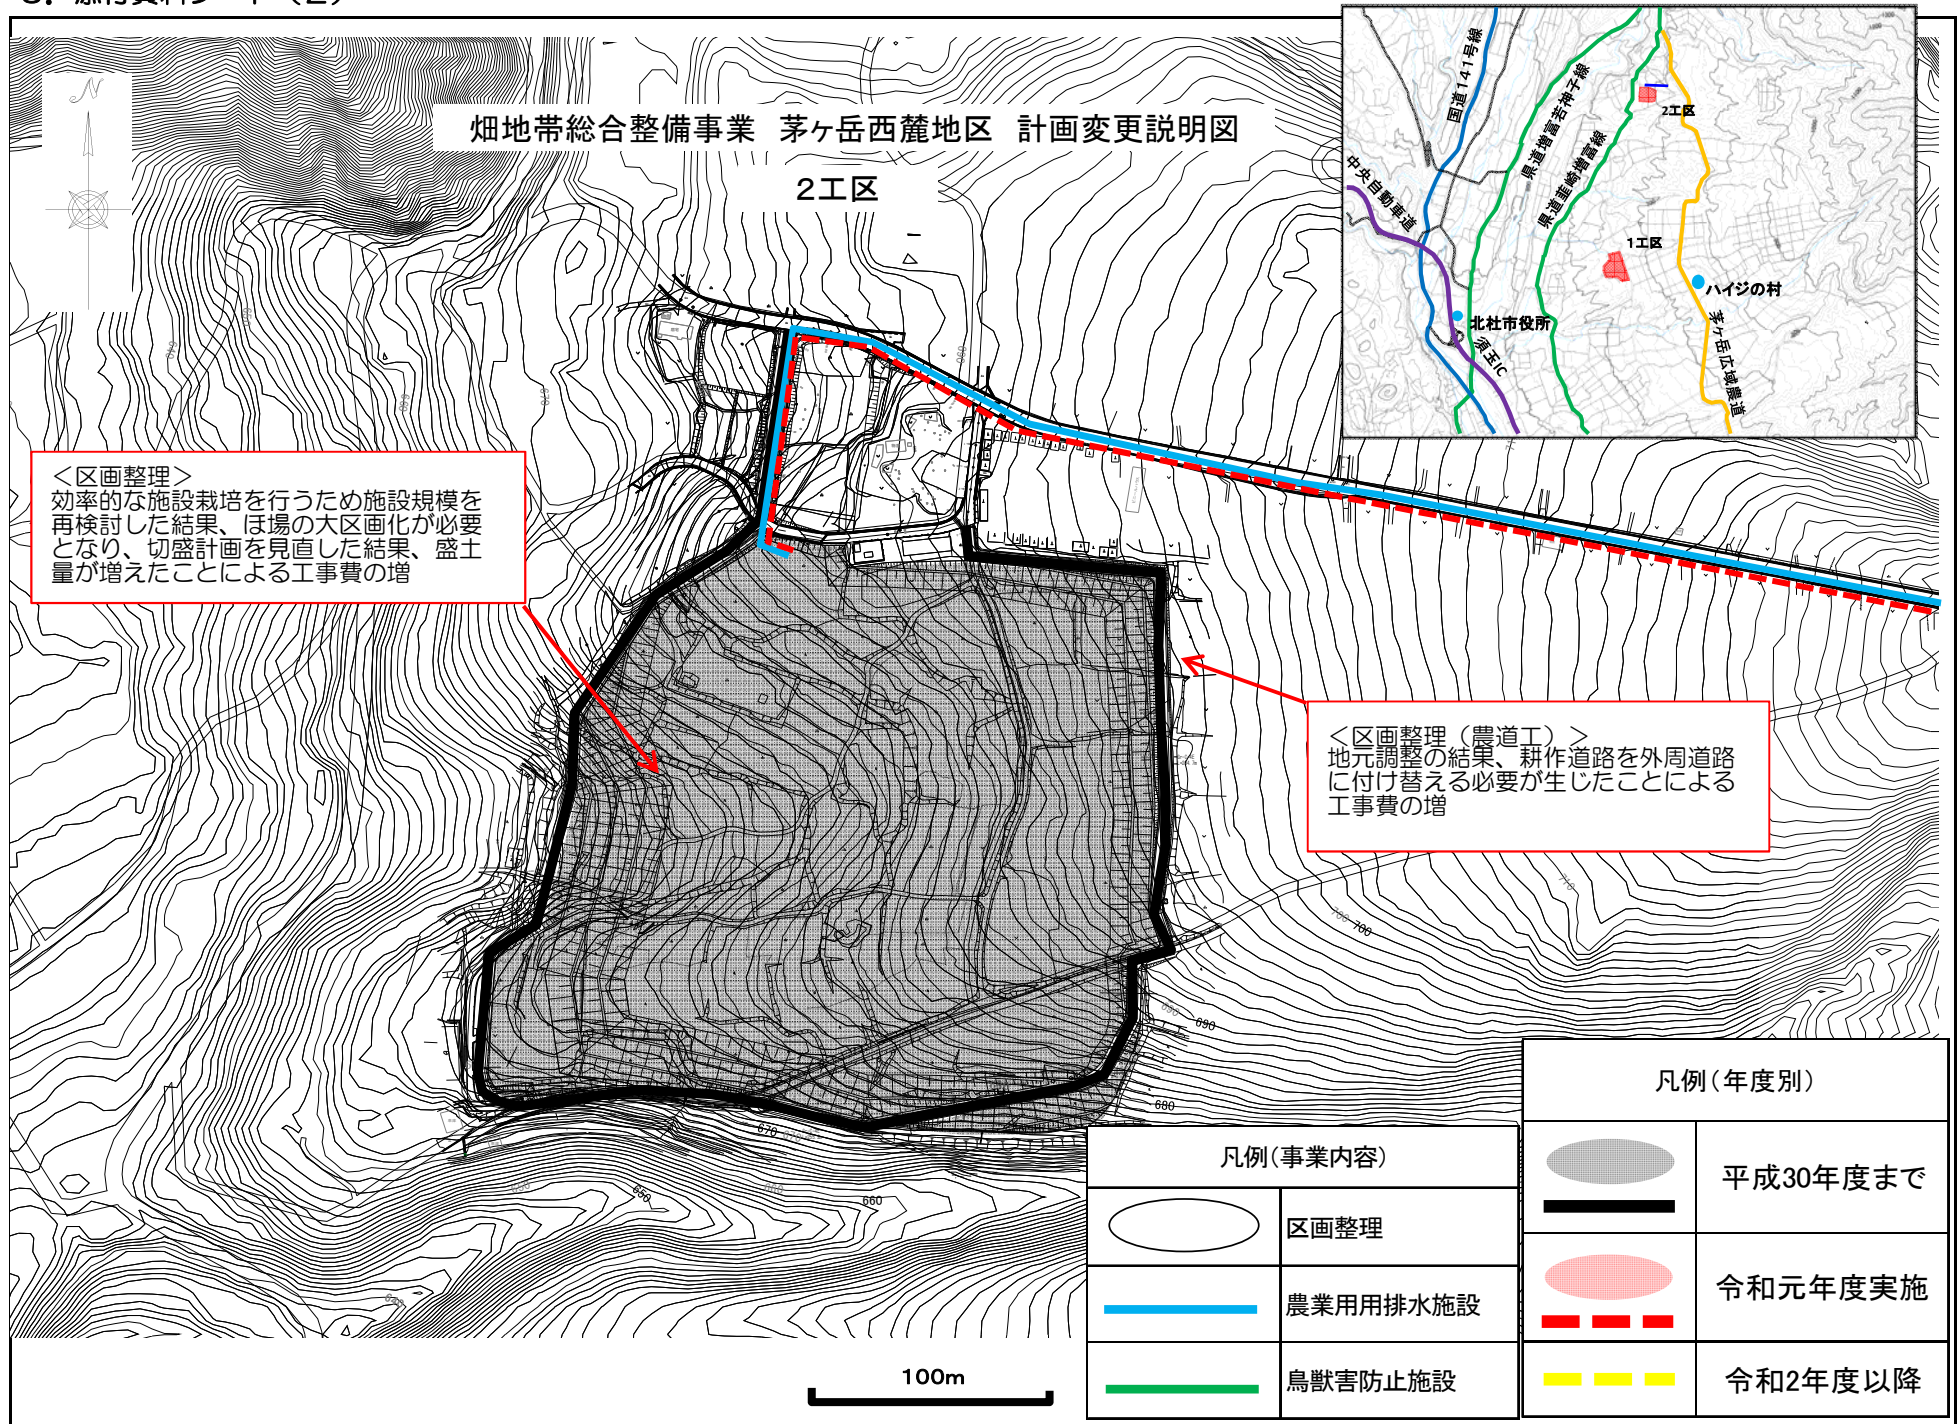 畑地帯総合整備事業　茅ヶ岳西麓地区　計画変更説明図
2工区
国道141号線
県道増富若神子線
県道韮崎増富線
中央自動車道
2工区
1工区
ハイジの村
北杜市役所
須玉IC
茅ケ岳広域農道
＜区画整理＞
効率的な施設栽培を行うため施設規模を
再検討した結果、ほ場の大区画化が必要
となり、切盛計画を見直した結果、盛土
量が増えたことによる工事費の増
＜区画整理（農道工）＞
地元調整の結果、耕作道路を外周道路
に付け替える必要が生じたことによる
工事費の増
710
700
700
690
690
680
670
660
650
640
凡例（事業内容）
区画整理
農業用用排水施設
鳥獣害防止施設
凡例（年度別）
平成30年度まで
令和元年度実施
令和2年度以降
100m